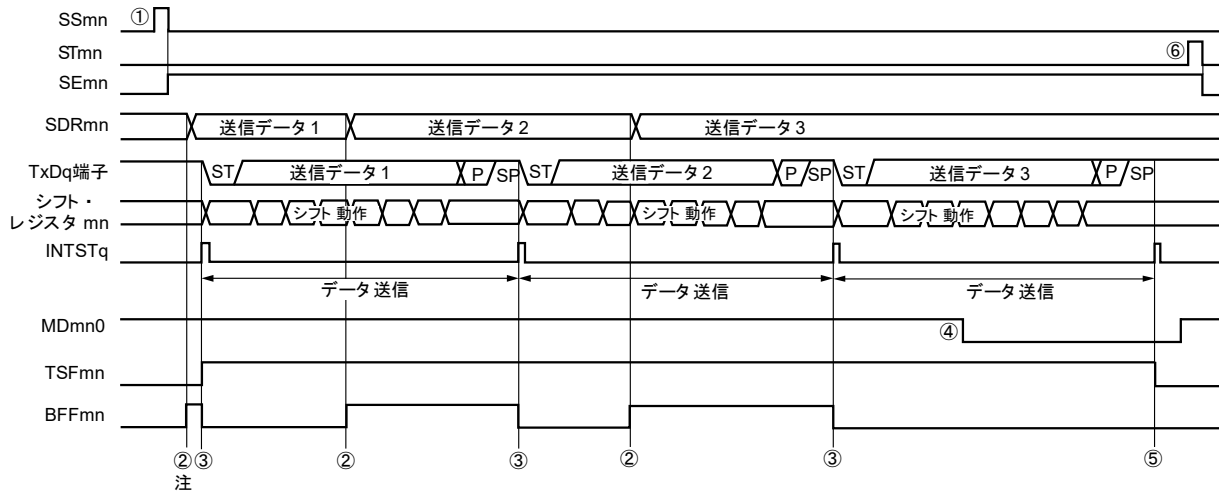 SSmn ①
STmn ⑥
SEmn
SDRmn 送信データ1 送信データ2 送信データ3
TxDq端子 ST 送信データ1 P SP ST 送信データ2 P SP ST 送信データ3 P SP
シフト・
レジスタ mn シフト動作 シフト動作 シフト動作
INTSTq
データ送信 データ送信 データ送信
MDmn0 ④
TSFmn
BFFmn
② ③ ② ③ ② ③ ⑤
注